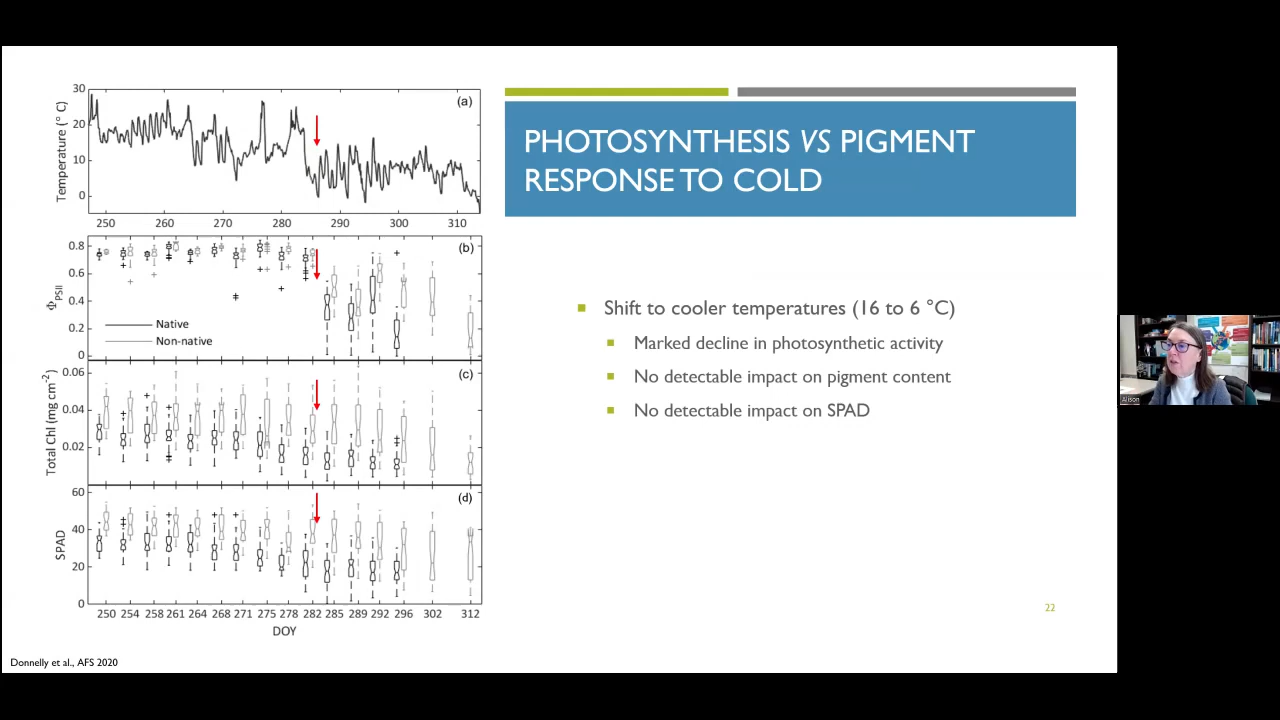 PHOTOSYNTHESIS VS PIGMENT
RESPONSE TO COLD
Shift to cooler temperatures (16 to 6 °C)
Marked decline in photosynthetic activity
No detectable impact on pigment content
No detectable impact on SPAD
22
30
20
10
0
Temperature (° C)
(a)
250 260 270 280 290 300 310
0.8
0.6
0.4
0.2
0
ΦPSII
(b)
Native
Non-native
0.06
0.04
0.02
Total Chl (mg cm-2)
(c)
60
40
20
0
SPAD
(d)
250 254 258 261 264 268 271 275 278 282 285 289 292 296 302 312
DOY
Donnelly et al., AFS 2020
Alison